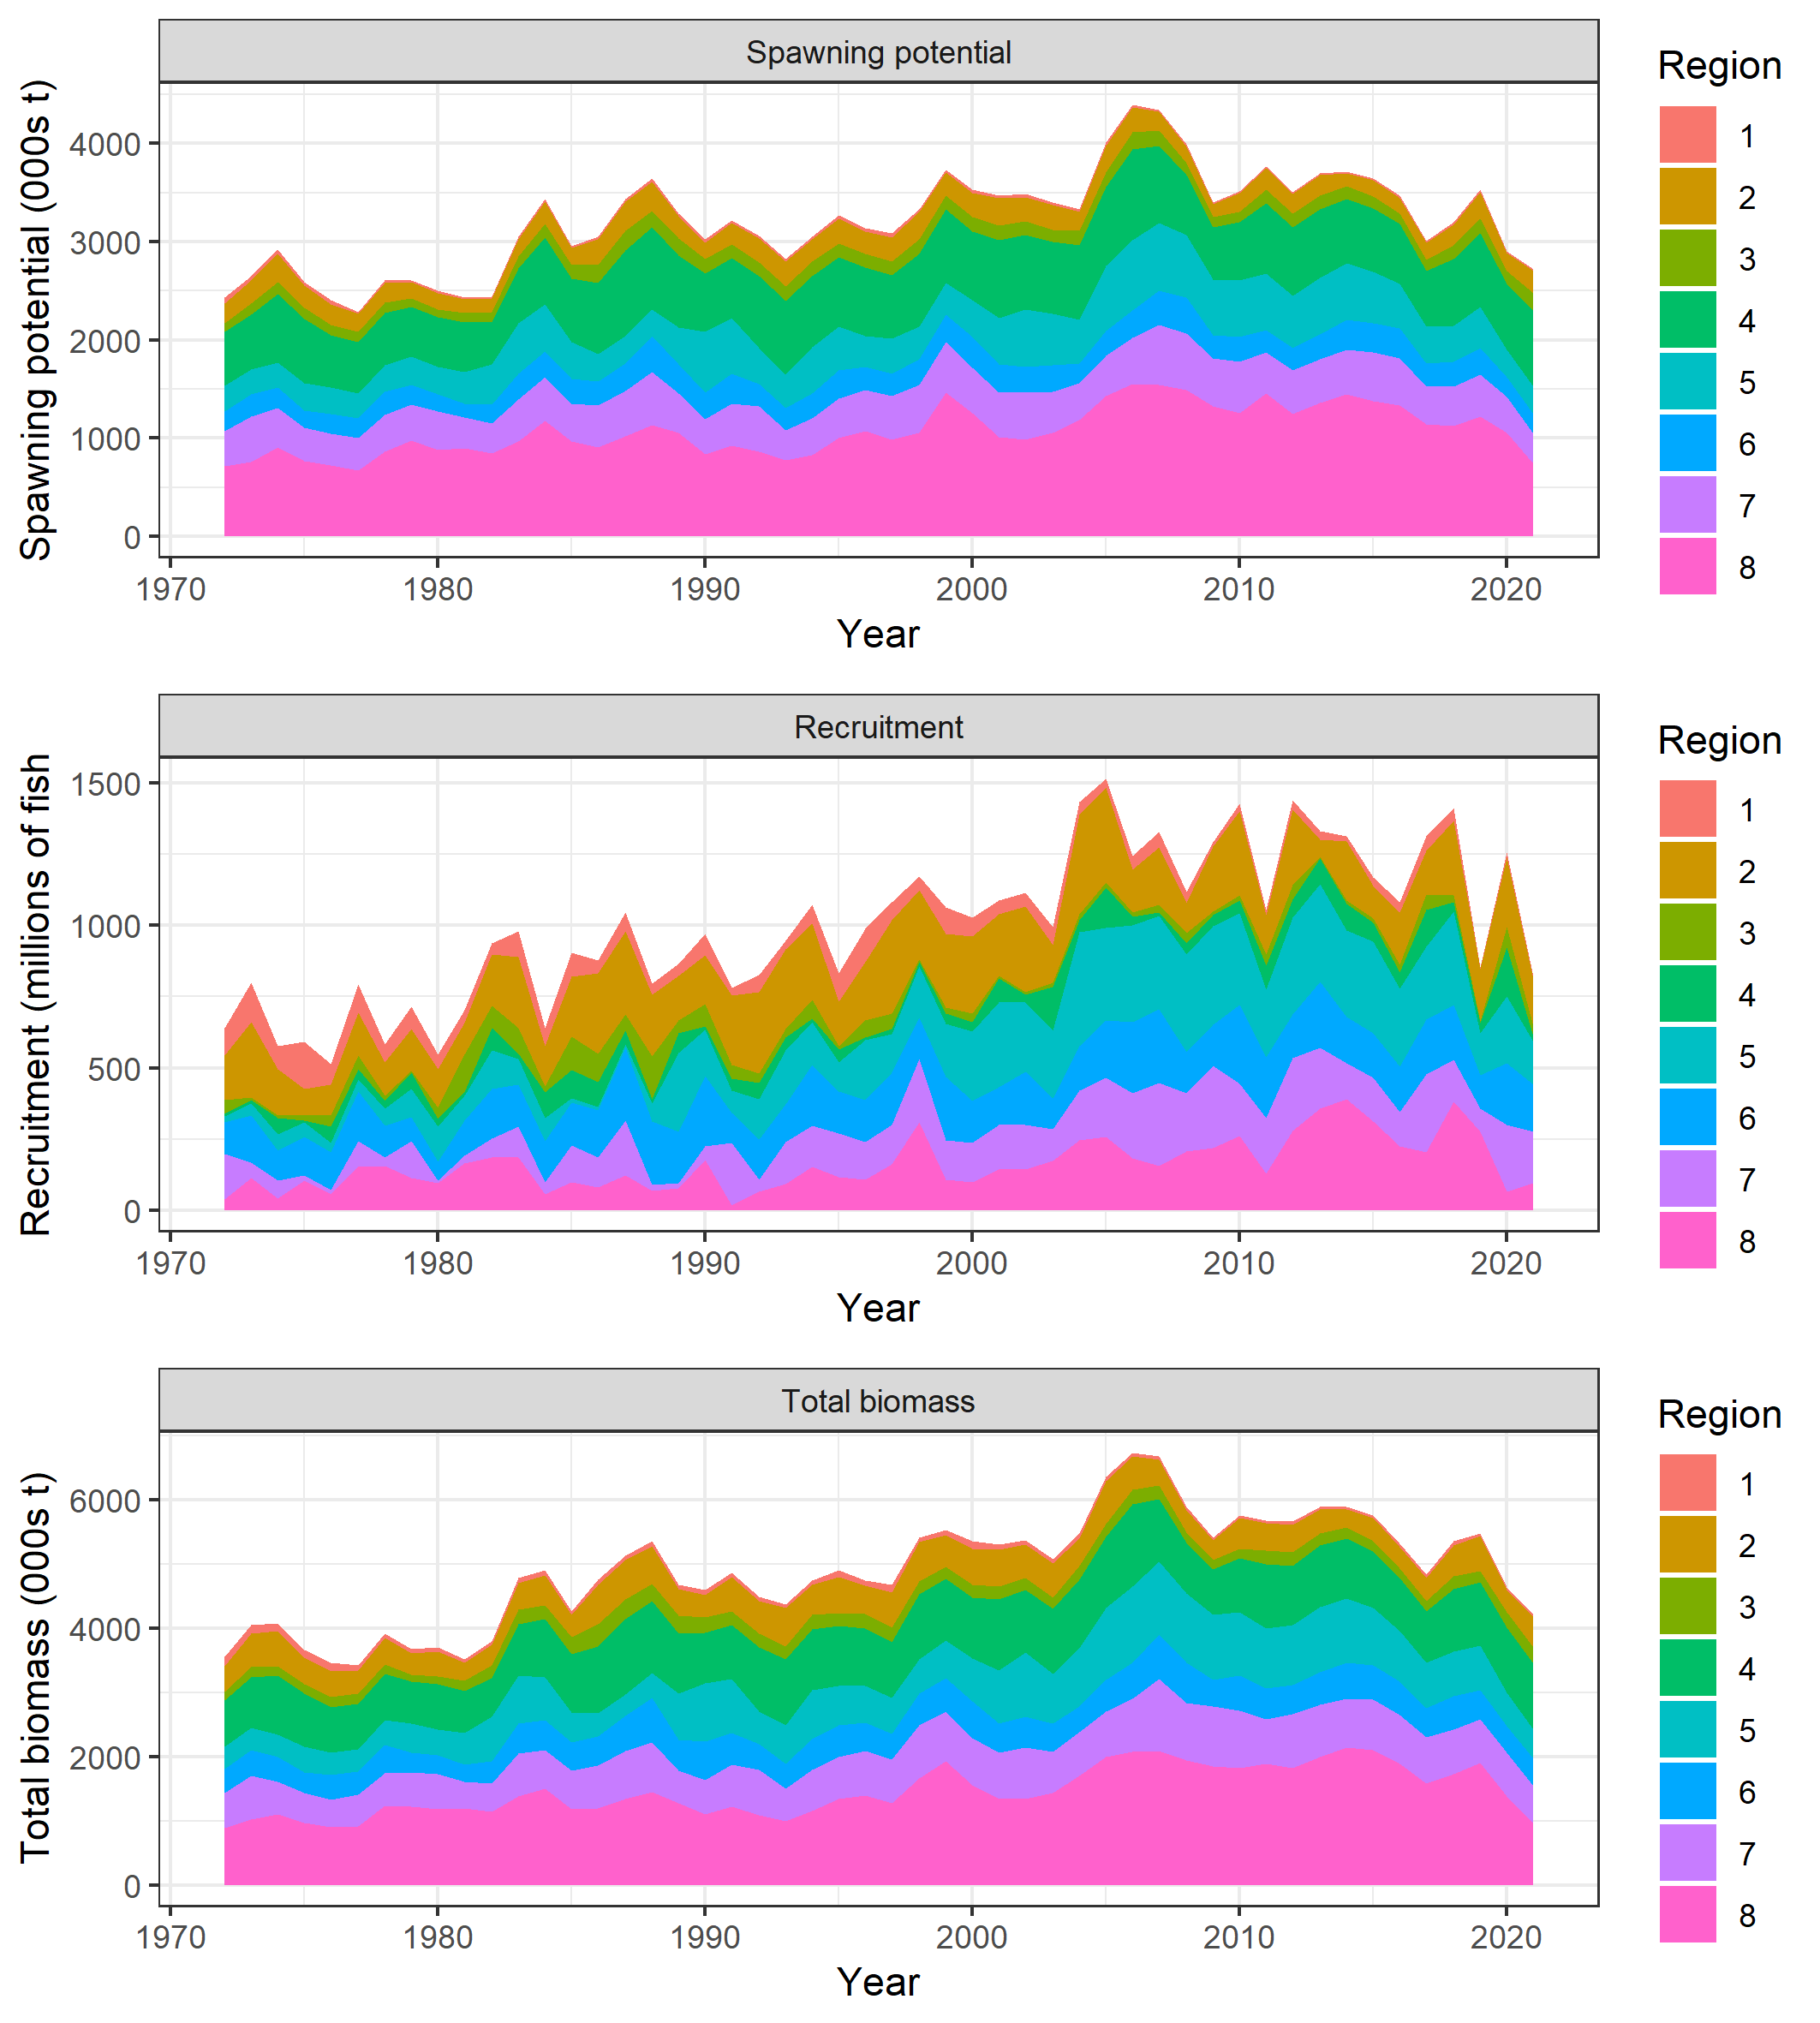 Spawning potential
Spawning potential (000s t)
4000
3000
2000
1000
0
1970 1980 1990 2000 2010 2020
Year
Region
1
2
3
4
5
6
7
8
Recruitment
Recruitment (millions of fish
1500
1000
500
0
1970 1980 1990 2000 2010 2020
Year
Region
1
2
3
4
5
6
7
8
Total biomass
Total biomass (000s t)
6000
4000
2000
0
1970 1980 1990 2000 2010 2020
Year
Region
1
2
3
4
5
6
7
8